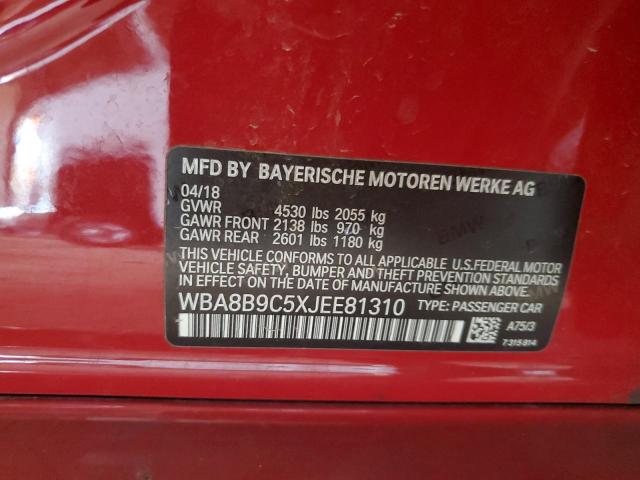 MFD BY BAYERISCHE MOTOREN WERKE AG
04/18
GVWR 4530 lbs 2055 kg
GAWR FRONT 2138 lbs 970 kg
GAWR REAR 2601 lbs 1180 kg
THIS VEHICLE CONFORMS TO ALL APPLICABLE U.S.FEDERAL MOTOR
VEHICLE SAFETY, BUMPER AND THEFT PREVENTION STANDARDS IN
EFFECT ON THE DATE OF MANUFACTURE SHOWN ABOVE.
WBA8B9C5XJEE81310 TYPE: PASSENGER CAR
A75/3
7315814